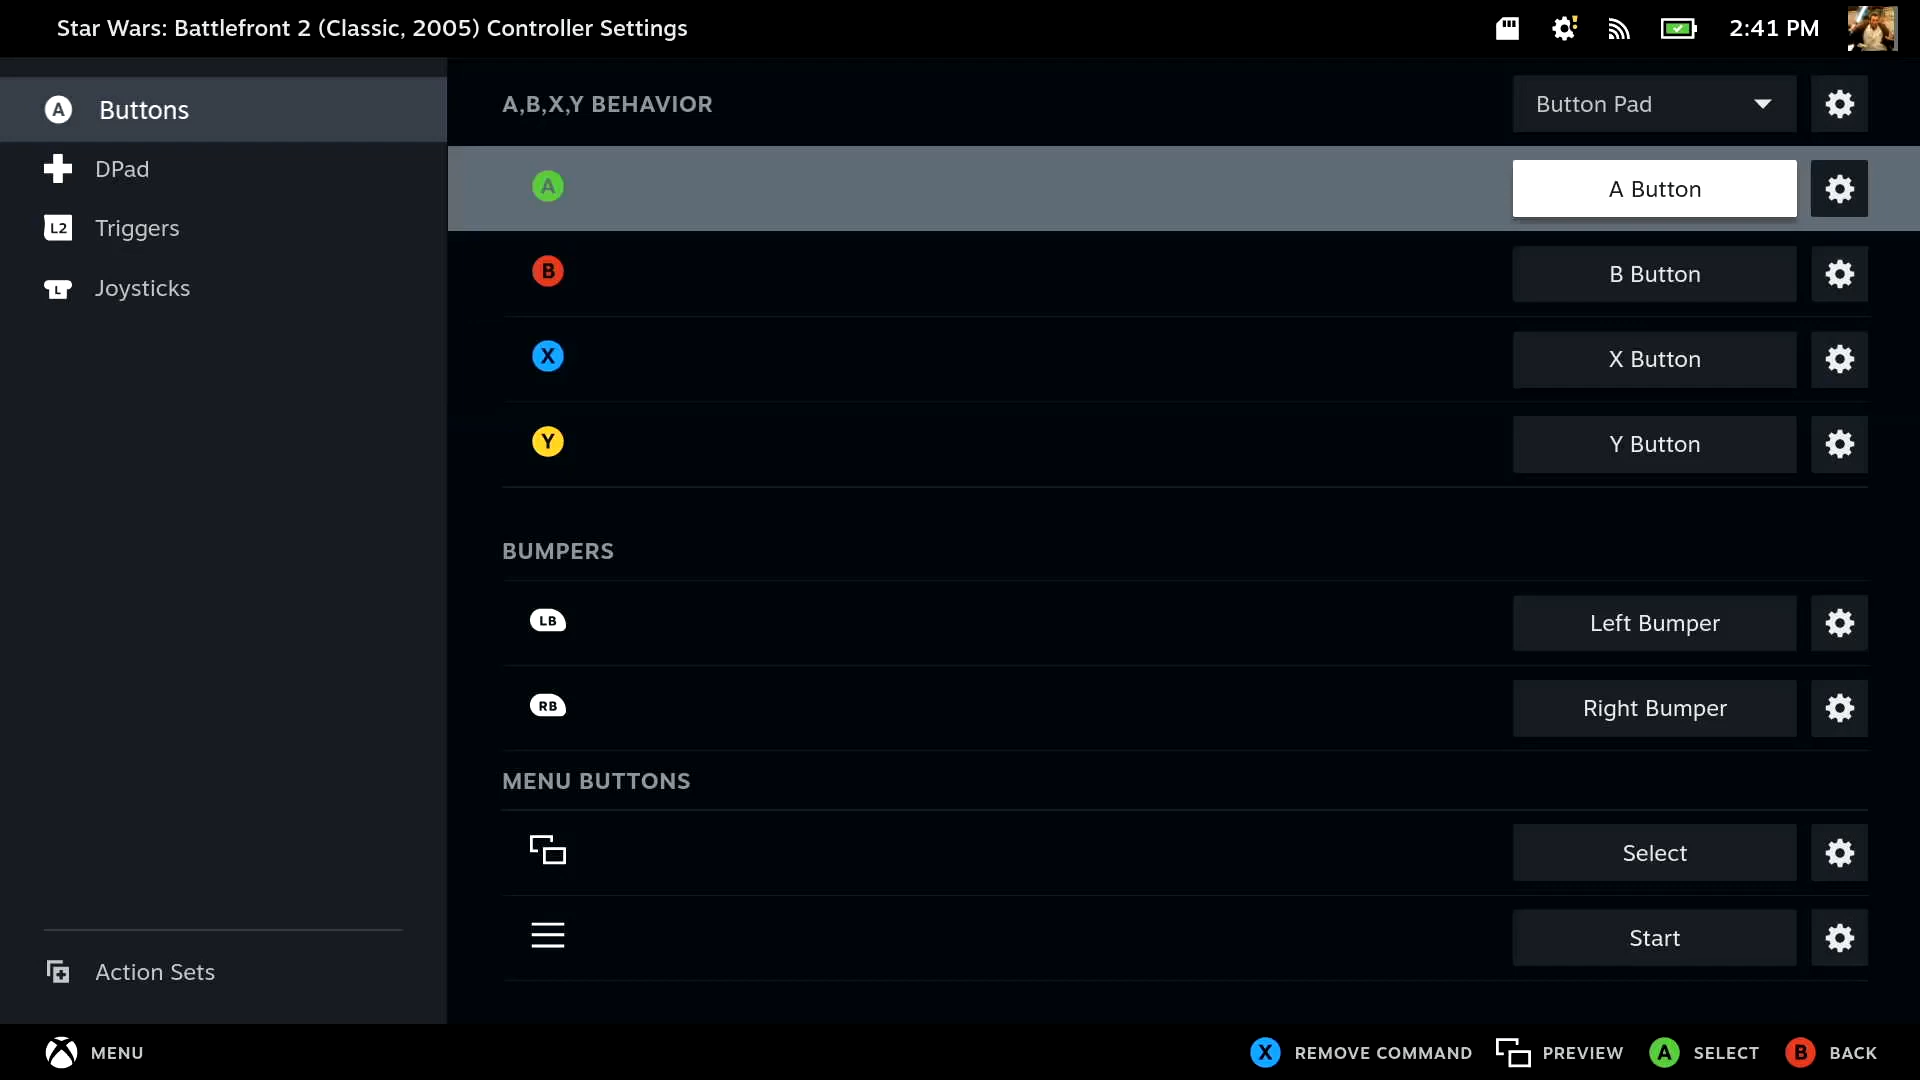 Star Wars: Battlefront 2 (Classic, 2005) Controller Settings
2:41 PM
A Buttons
DPad
L2 Triggers
L Joysticks
Action Sets
A,B,X,Y BEHAVIOR
Button Pad
A A Button
B B Button
X X Button
Y Y Button
BUMPERS
LB Left Bumper
RB Right Bumper
MENU BUTTONS
Select
Start
MENU
X REMOVE COMMAND
PREVIEW
A SELECT
B BACK